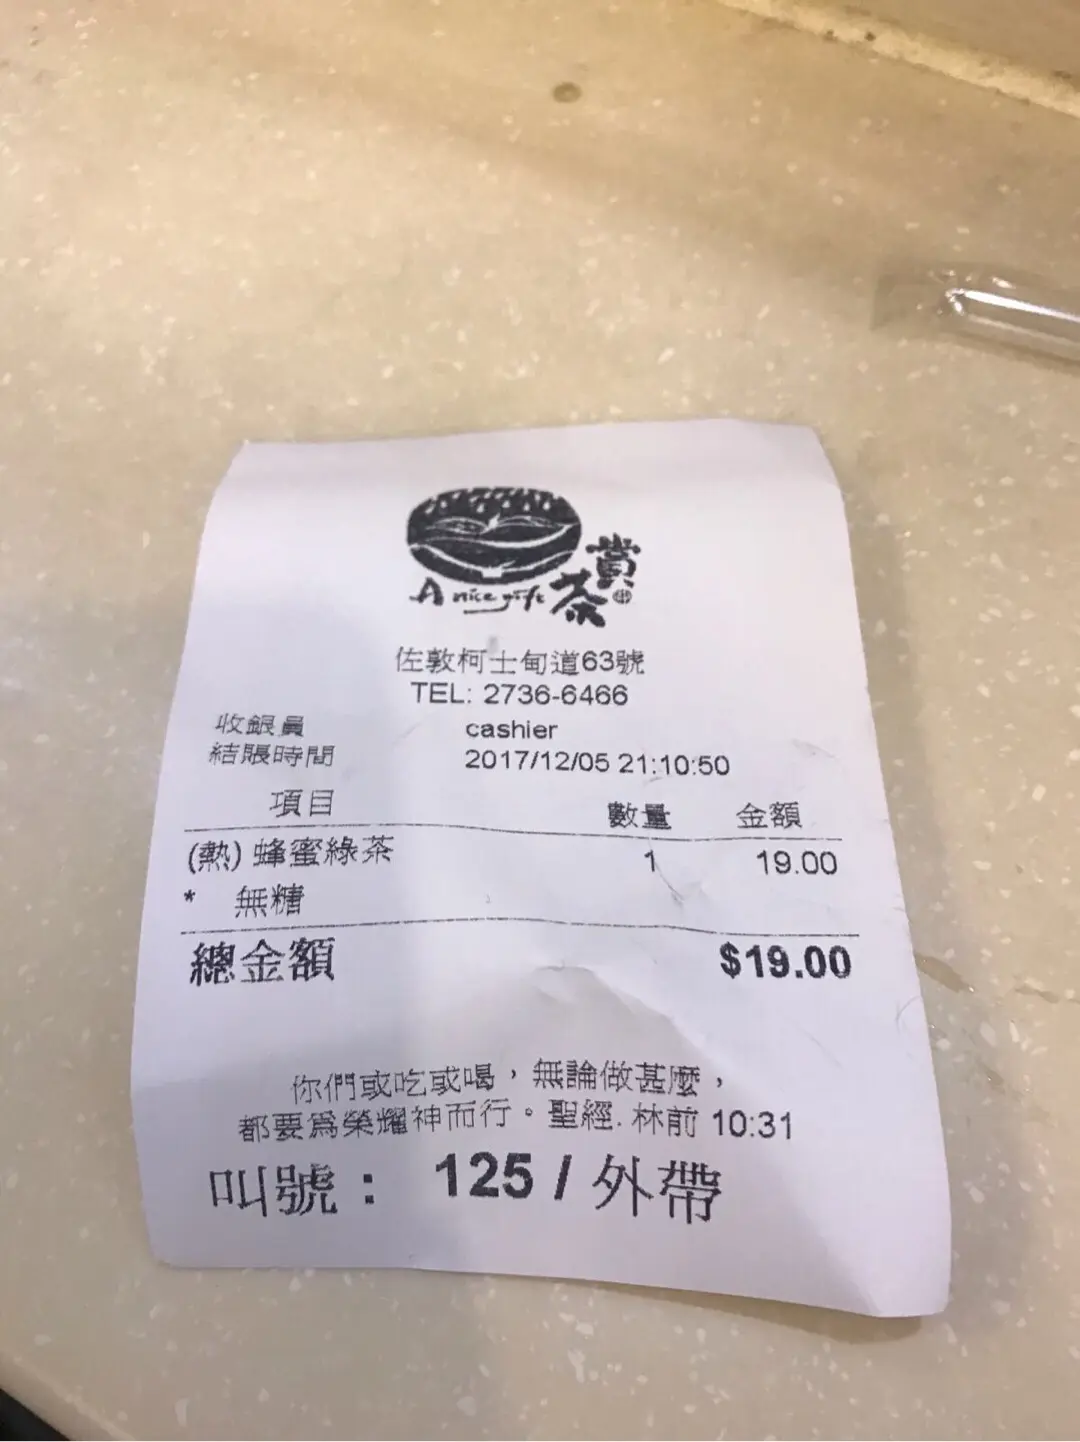 A nice gift 賞茶
佐敦柯士甸道63號
TEL: 2736-6466
收銀員 cashier
結賬時間 2017/12/05 21:10:50
項目 數量 金額
(熱) 蜂蜜綠茶 1 19.00
* 無糖
總金額 $19.00
你們或吃或喝，無論做甚麼，
都要為榮耀神而行。聖經. 林前 10:31
叫號： 125 / 外帶